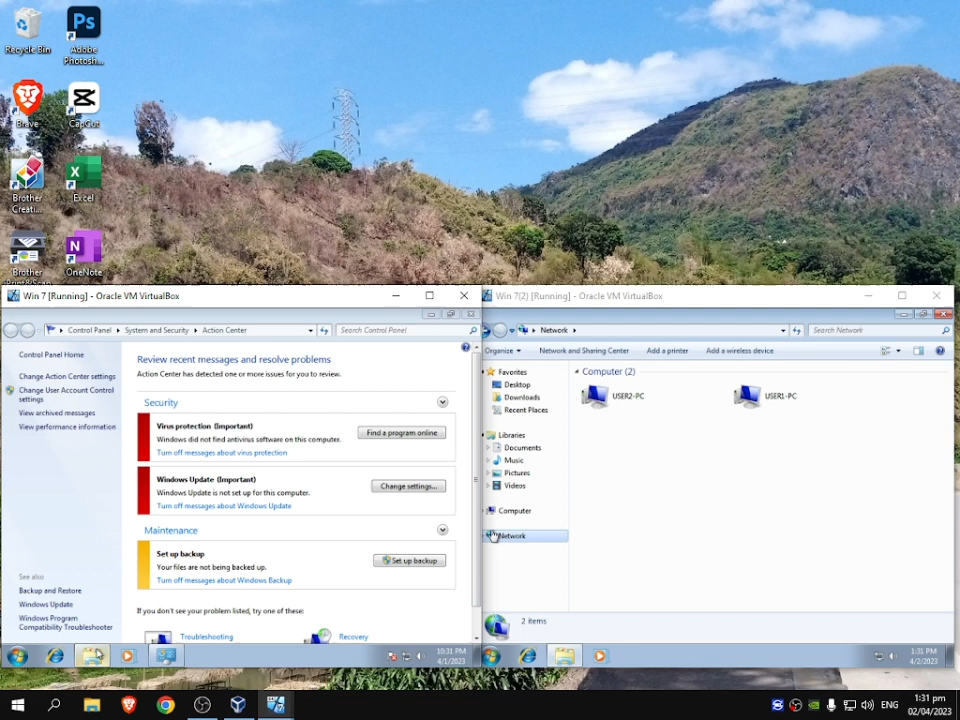 Recycle Bin
Adobe Photosh...
Brave
CapCut
Brother Creati...
Excel
Brother Print&Scan
OneNote
Win 7 [Running] - Oracle VM VirtualBox
Control Panel
System and Security
Action Center
Search Control Panel
Control Panel Home
Change Action Center settings
Change User Account Control settings
View archived messages
View performance information
See also
Backup and Restore
Windows Update
Windows Program Compatibility Troubleshooter
Review recent messages and resolve problems
Action Center has detected one or more issues for you to review.
Security
Virus protection (Important)
Windows did not find antivirus software on this computer.
Turn off messages about virus protection
Find a program online
Windows Update (Important)
Windows Update is not set up for this computer.
Turn off messages about Windows Update
Change settings...
Maintenance
Set up backup
Your files are not being backed up.
Turn off messages about Windows Backup
Set up backup
If you don't see your problem listed, try one of these:
Troubleshooting
Recovery
10:31 PM
4/1/2023
Win 7(2) [Running] - Oracle VM VirtualBox
Network
Search Network
Organize
Network and Sharing Center
Add a printer
Add a wireless device
Favorites
Desktop
Downloads
Recent Places
Libraries
Documents
Music
Pictures
Videos
Computer
Network
Computer (2)
USER2-PC
USER1-PC
2 items
1:31 PM
4/2/2023
ENG
1:31 pm
02/04/2023